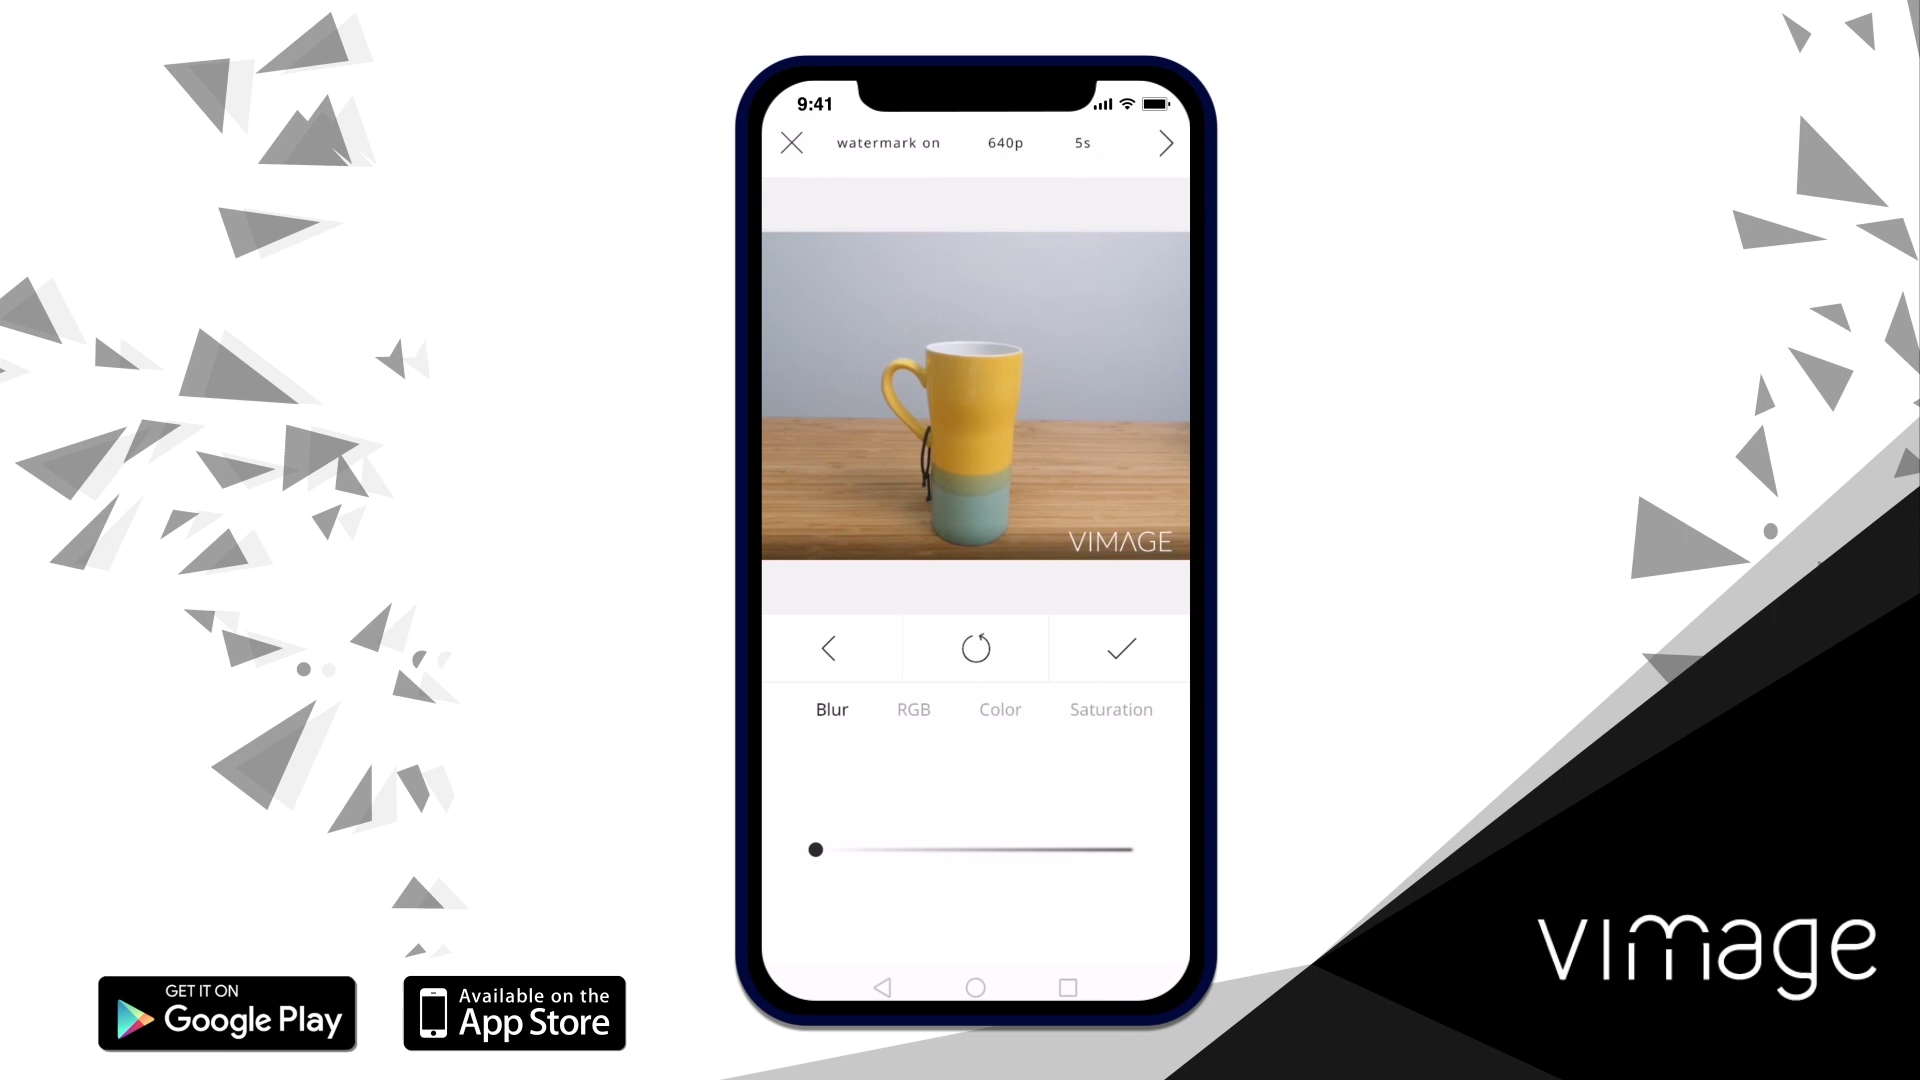 9:41
watermark on 640p 5s
VIMAGE
Blur RGB Color Saturation
vimage
GET IT ON
Google Play
Available on the
App Store